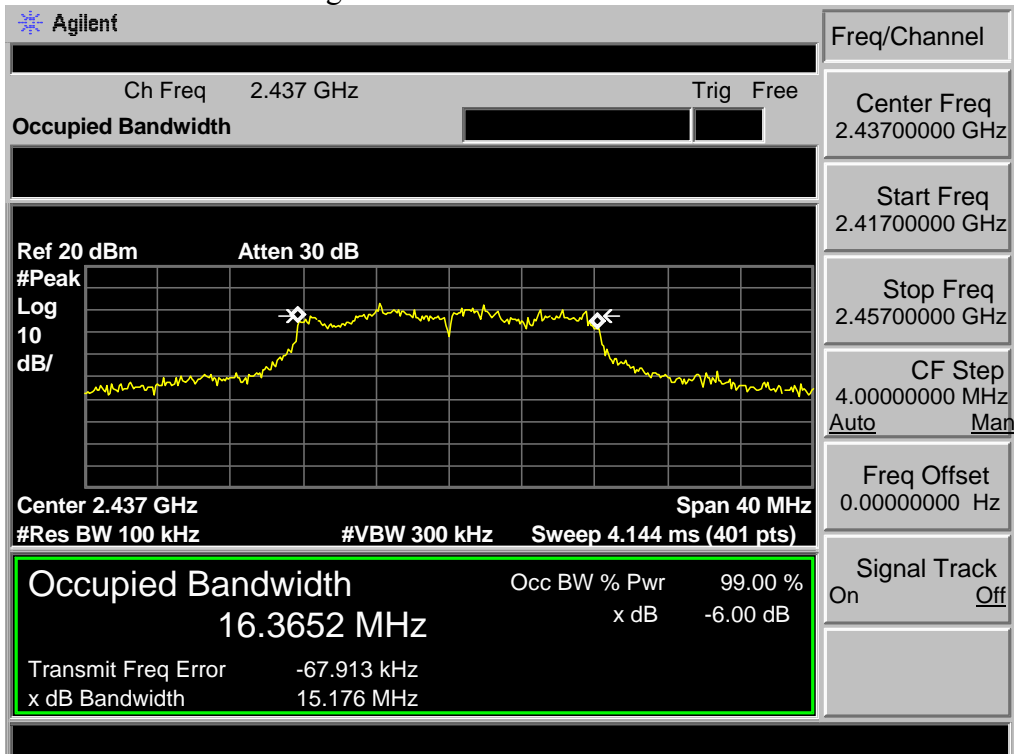 Agilent
Freq/Channel
Ch Freq 2.437 GHz Trig Free
Occupied Bandwidth
Center Freq
2.43700000 GHz
Start Freq
2.41700000 GHz
Stop Freq
2.45700000 GHz
CF Step
4.00000000 MHz
Auto Man
Freq Offset
0.00000000 Hz
Signal Track
On Off
Ref 20 dBm Atten 30 dB
#Peak
Log
10
dB/
Center 2.437 GHz Span 40 MHz
#Res BW 100 kHz #VBW 300 kHz Sweep 4.144 ms (401 pts)
Occupied Bandwidth Occ BW % Pwr 99.00 %
16.3652 MHz x dB -6.00 dB
Transmit Freq Error -67.913 kHz
x dB Bandwidth 15.176 MHz